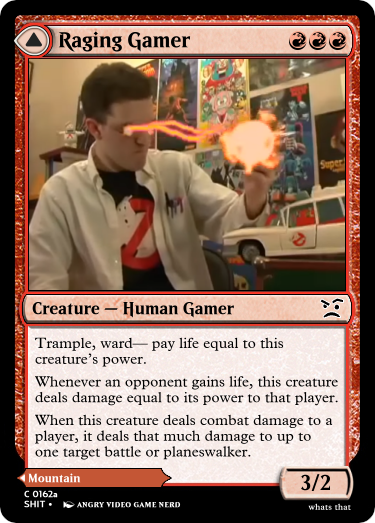 Raging Gamer
Creature — Human Gamer
Trample, ward— pay life equal to this
creature's power.
Whenever an opponent gains life, this creature
deals damage equal to its power to that player.
When this creature deals combat damage to a
player, it deals that much damage to up to
one target battle or planeswalker.
Mountain
3/2
C 0162a
SHIT • ANGRY VIDEO GAME NERD
whats that